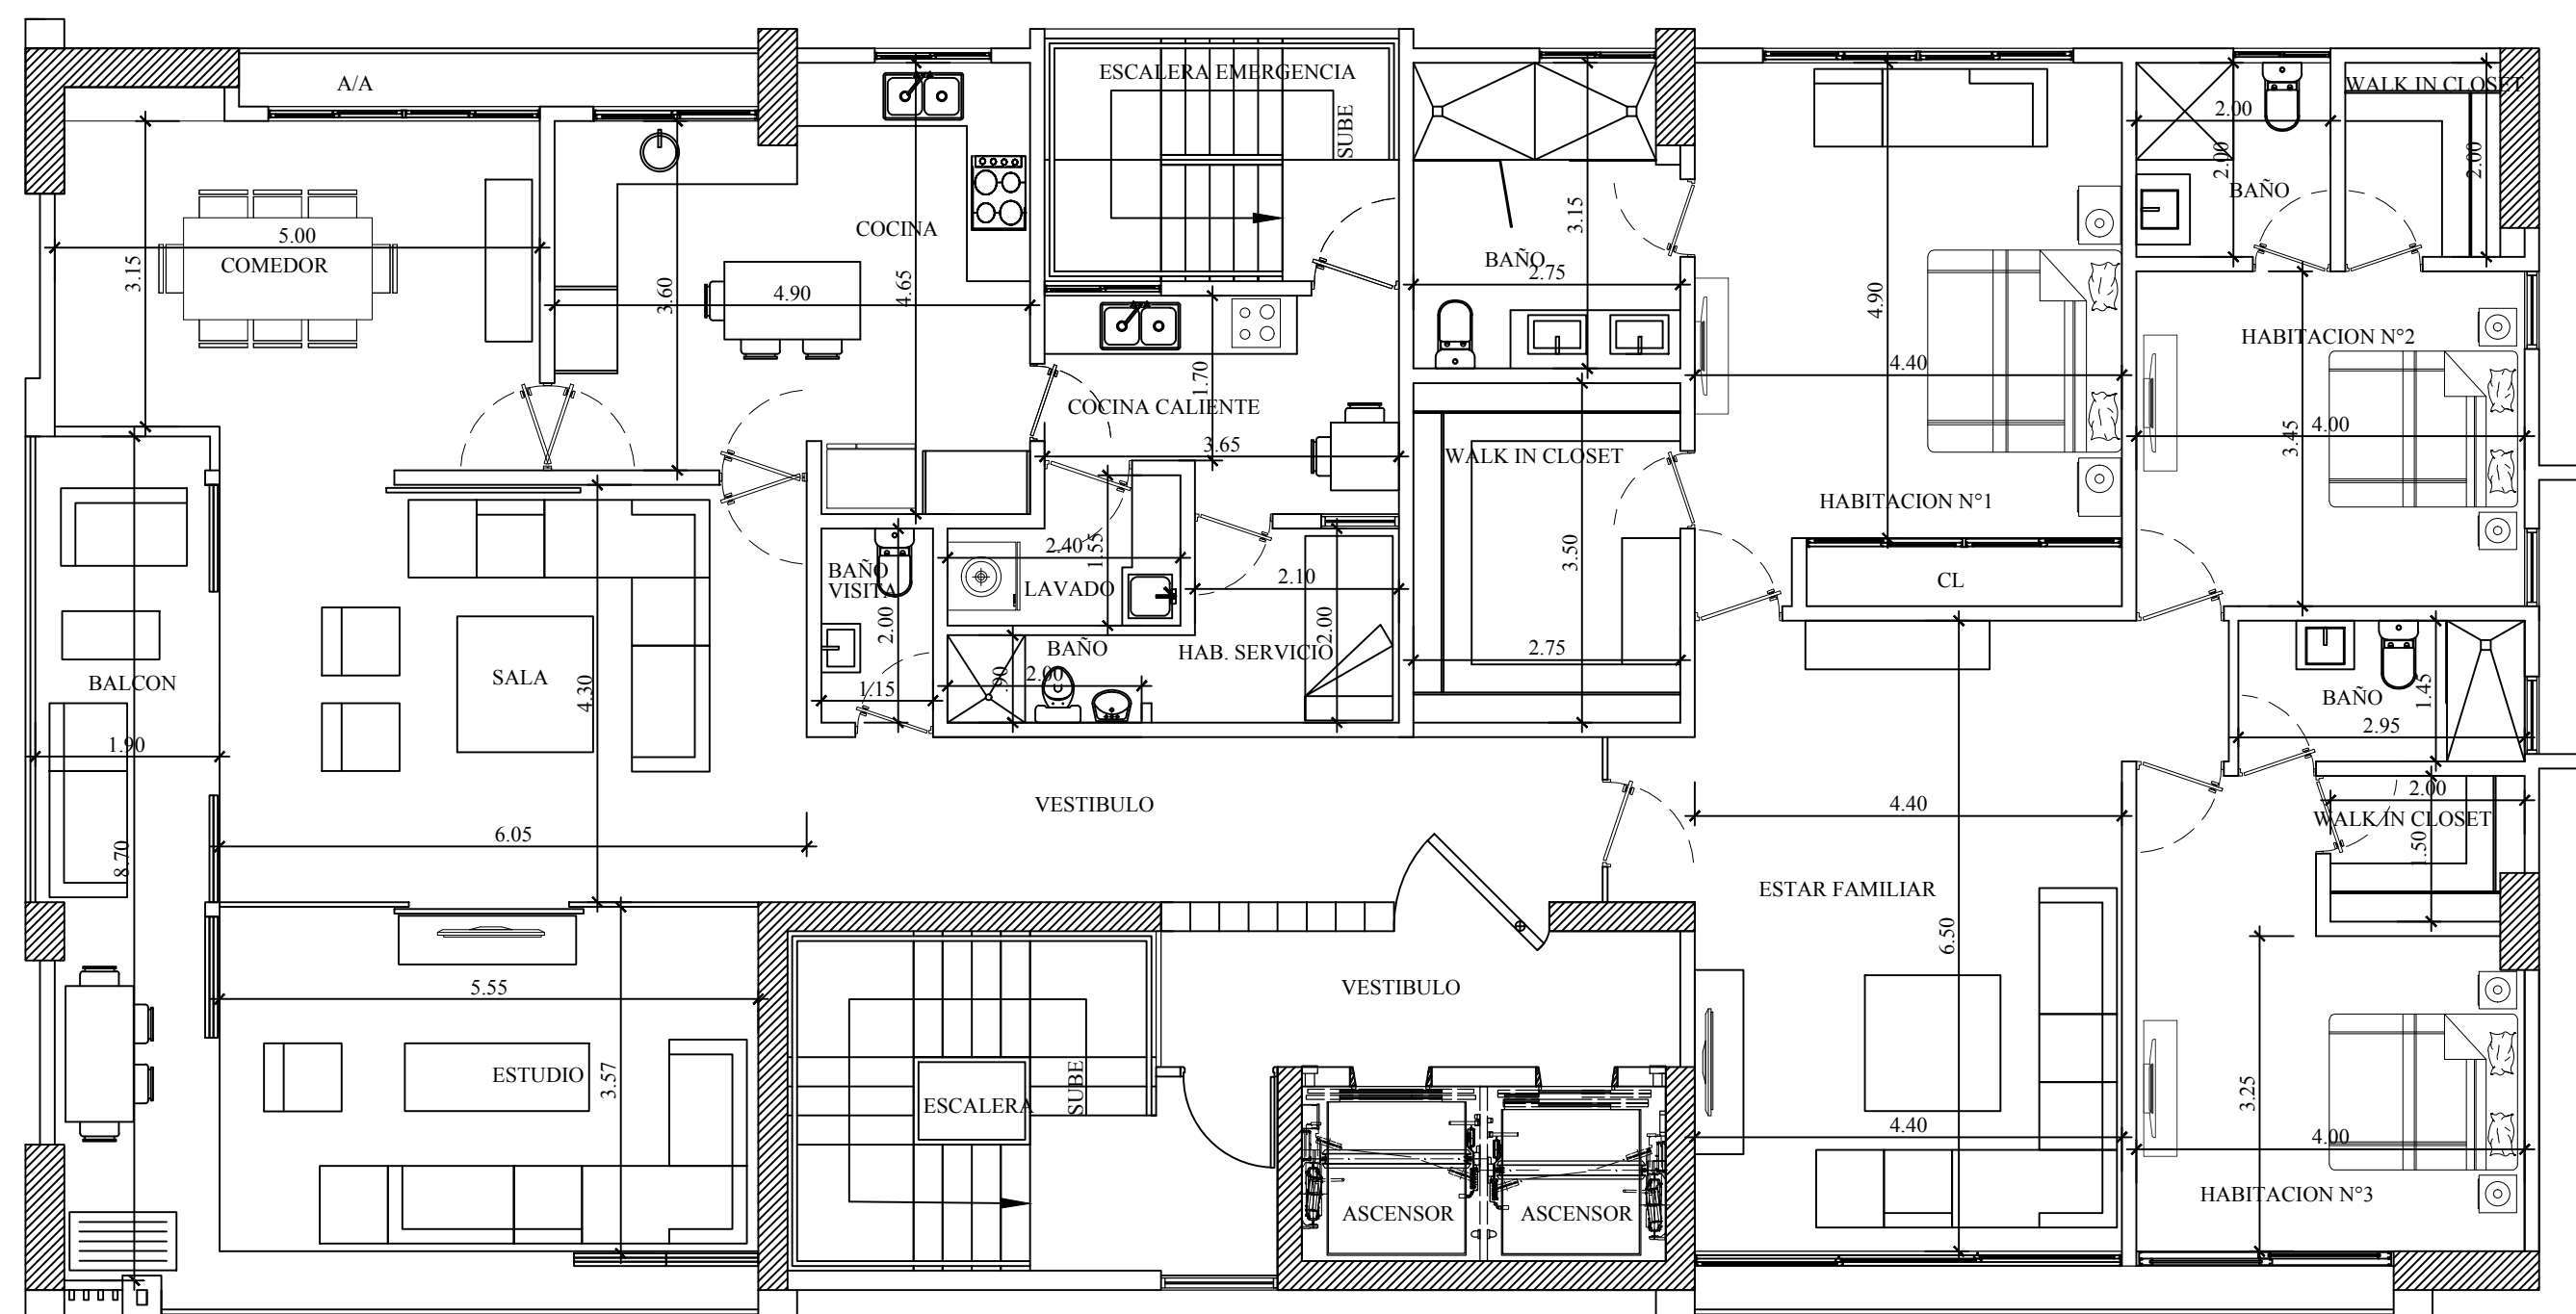 A/A
ESCALERA EMERGENCIA
SUBE
WALK IN CLOSET
2.00
2.00
2.00
BAÑO
COCINA
5.00
COMEDOR
3.15
3.60
4.90
4.65
3.15
BAÑO
2.75
4.90
4.40
HABITACION N°2
4.00
3.45
1.70
COCINA CALIENTE
3.65
WALK IN CLOSET
3.50
2.75
HABITACION N°1
CL
BAÑO
VISITA
2.00
1.15
2.40
1.55
LAVADO
2.10
2.00
BAÑO
HAB. SERVICIO
.90
2.00
SALA
4.30
BALCON
1.90
8.70
6.05
VESTIBULO
BAÑO
1.45
2.95
2.00
WALK IN CLOSET
1.50
4.40
ESTAR FAMILIAR
6.50
5.55
ESTUDIO
3.57
VESTIBULO
ESCALERA
SUBE
ASCENSOR
ASCENSOR
4.40
3.25
4.00
HABITACION N°3